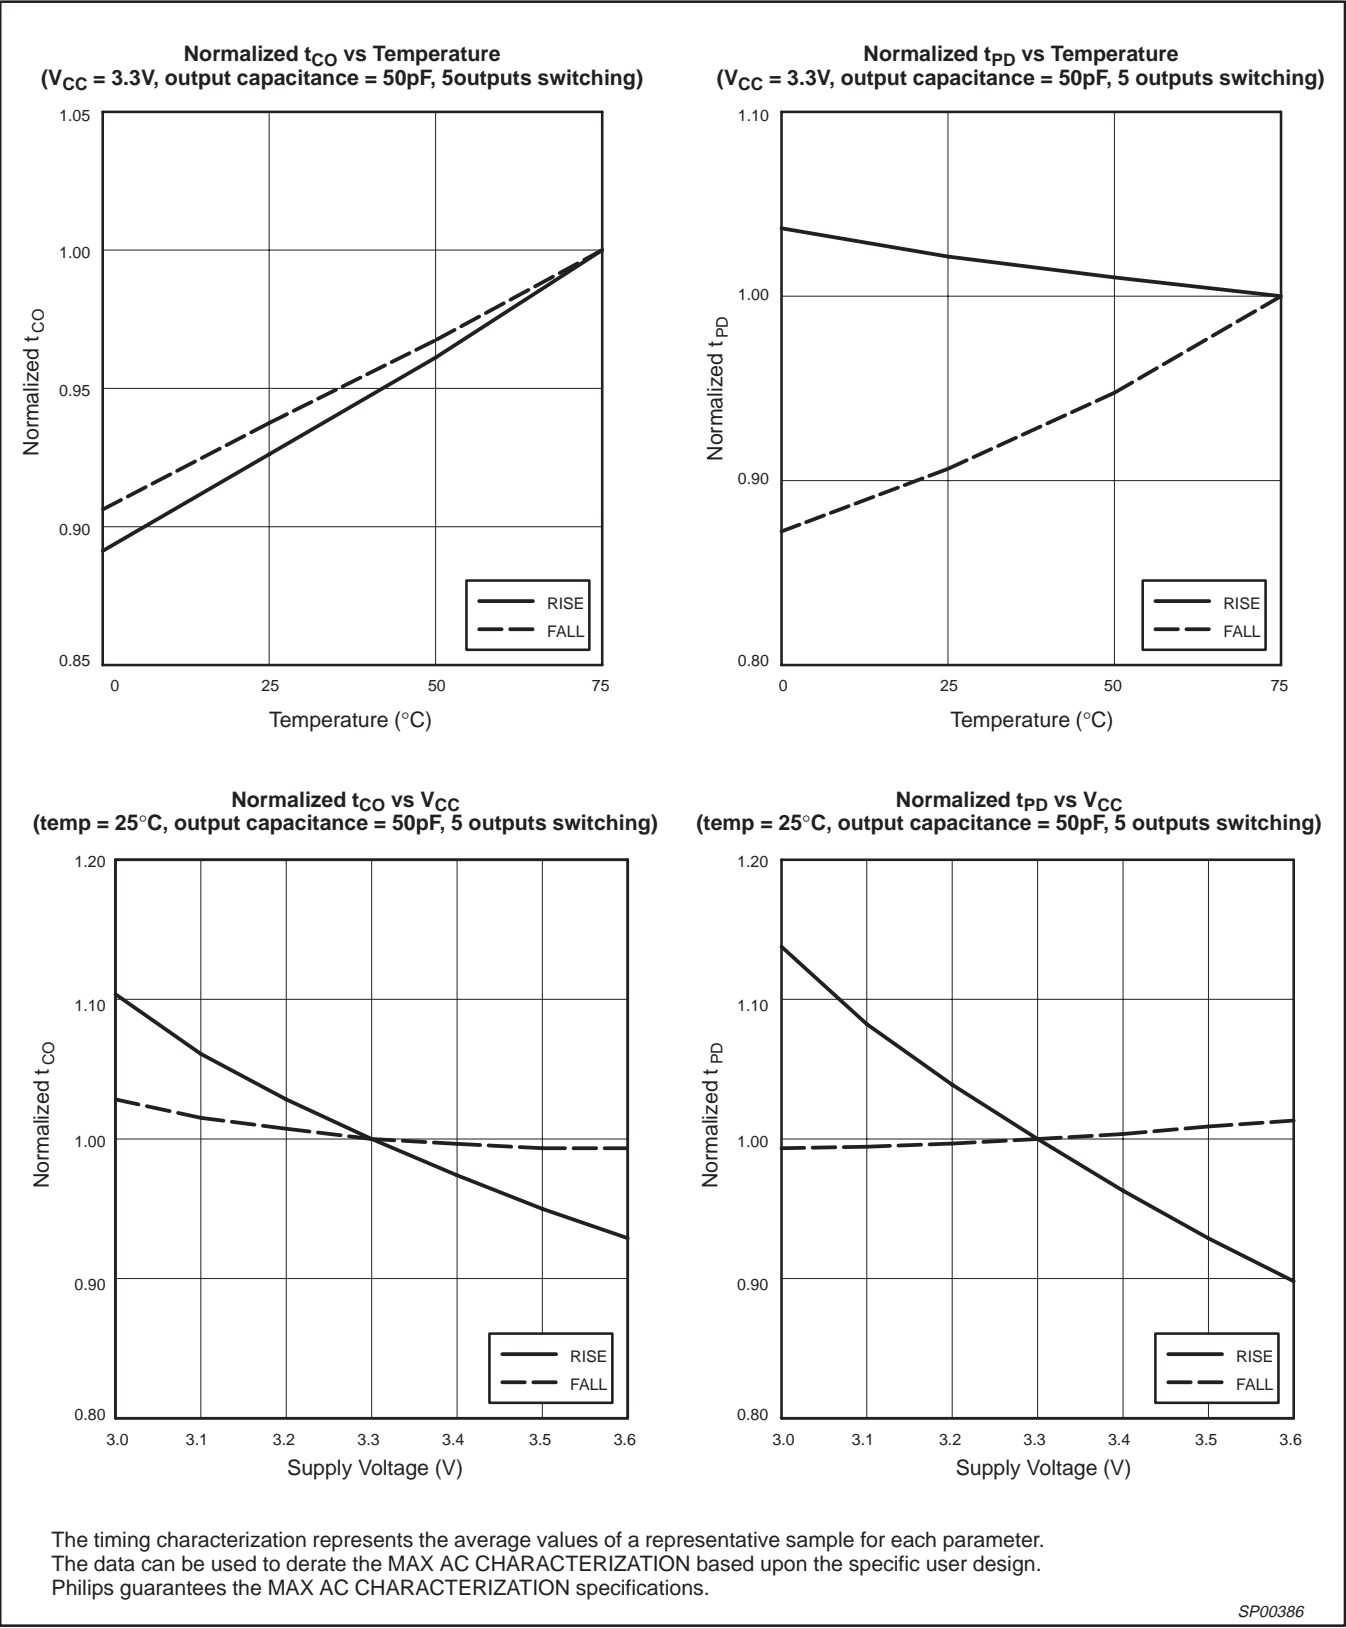 Normalized tCO vs Temperature
(VCC = 3.3V, output capacitance = 50pF, 5outputs switching)
1.05
1.00
0.95
0.90
0.85
Normalized tCO
RISE
FALL
0 25 50 75
Temperature (°C)
Normalized tPD vs Temperature
(VCC = 3.3V, output capacitance = 50pF, 5 outputs switching)
1.10
1.00
0.90
0.80
Normalized tPD
RISE
FALL
0 25 50 75
Temperature (°C)
Normalized tCO vs VCC
(temp = 25°C, output capacitance = 50pF, 5 outputs switching)
1.20
1.10
1.00
0.90
0.80
Normalized tCO
RISE
FALL
3.0 3.1 3.2 3.3 3.4 3.5 3.6
Supply Voltage (V)
Normalized tPD vs VCC
(temp = 25°C, output capacitance = 50pF, 5 outputs switching)
1.20
1.10
1.00
0.90
0.80
Normalized tPD
RISE
FALL
3.0 3.1 3.2 3.3 3.4 3.5 3.6
Supply Voltage (V)
The timing characterization represents the average values of a representative sample for each parameter.
The data can be used to derate the MAX AC CHARACTERIZATION based upon the specific user design.
Philips guarantees the MAX AC CHARACTERIZATION specifications.
SP00386